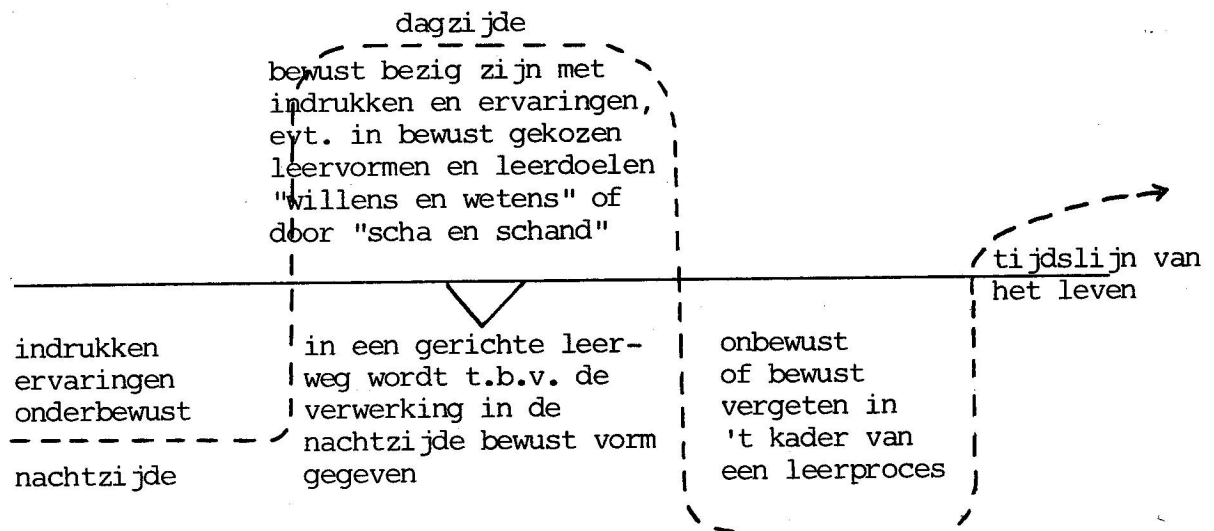 dagzijde
bewust bezig zijn met
indrukken en ervaringen,
evt. in bewust gekozen
leervormen en leerdoelen
"willens en wetens" of
door "scha en schand"
tijdslijn van
het leven
indrukken
ervaringen
onderbewust
nachtzijde
in een gerichte leer-
weg wordt t.b.v. de
verwerking in de
nachtzijde bewust vorm
gegeven
onbewust
of bewust
vergeten in
't kader van
een leerproces